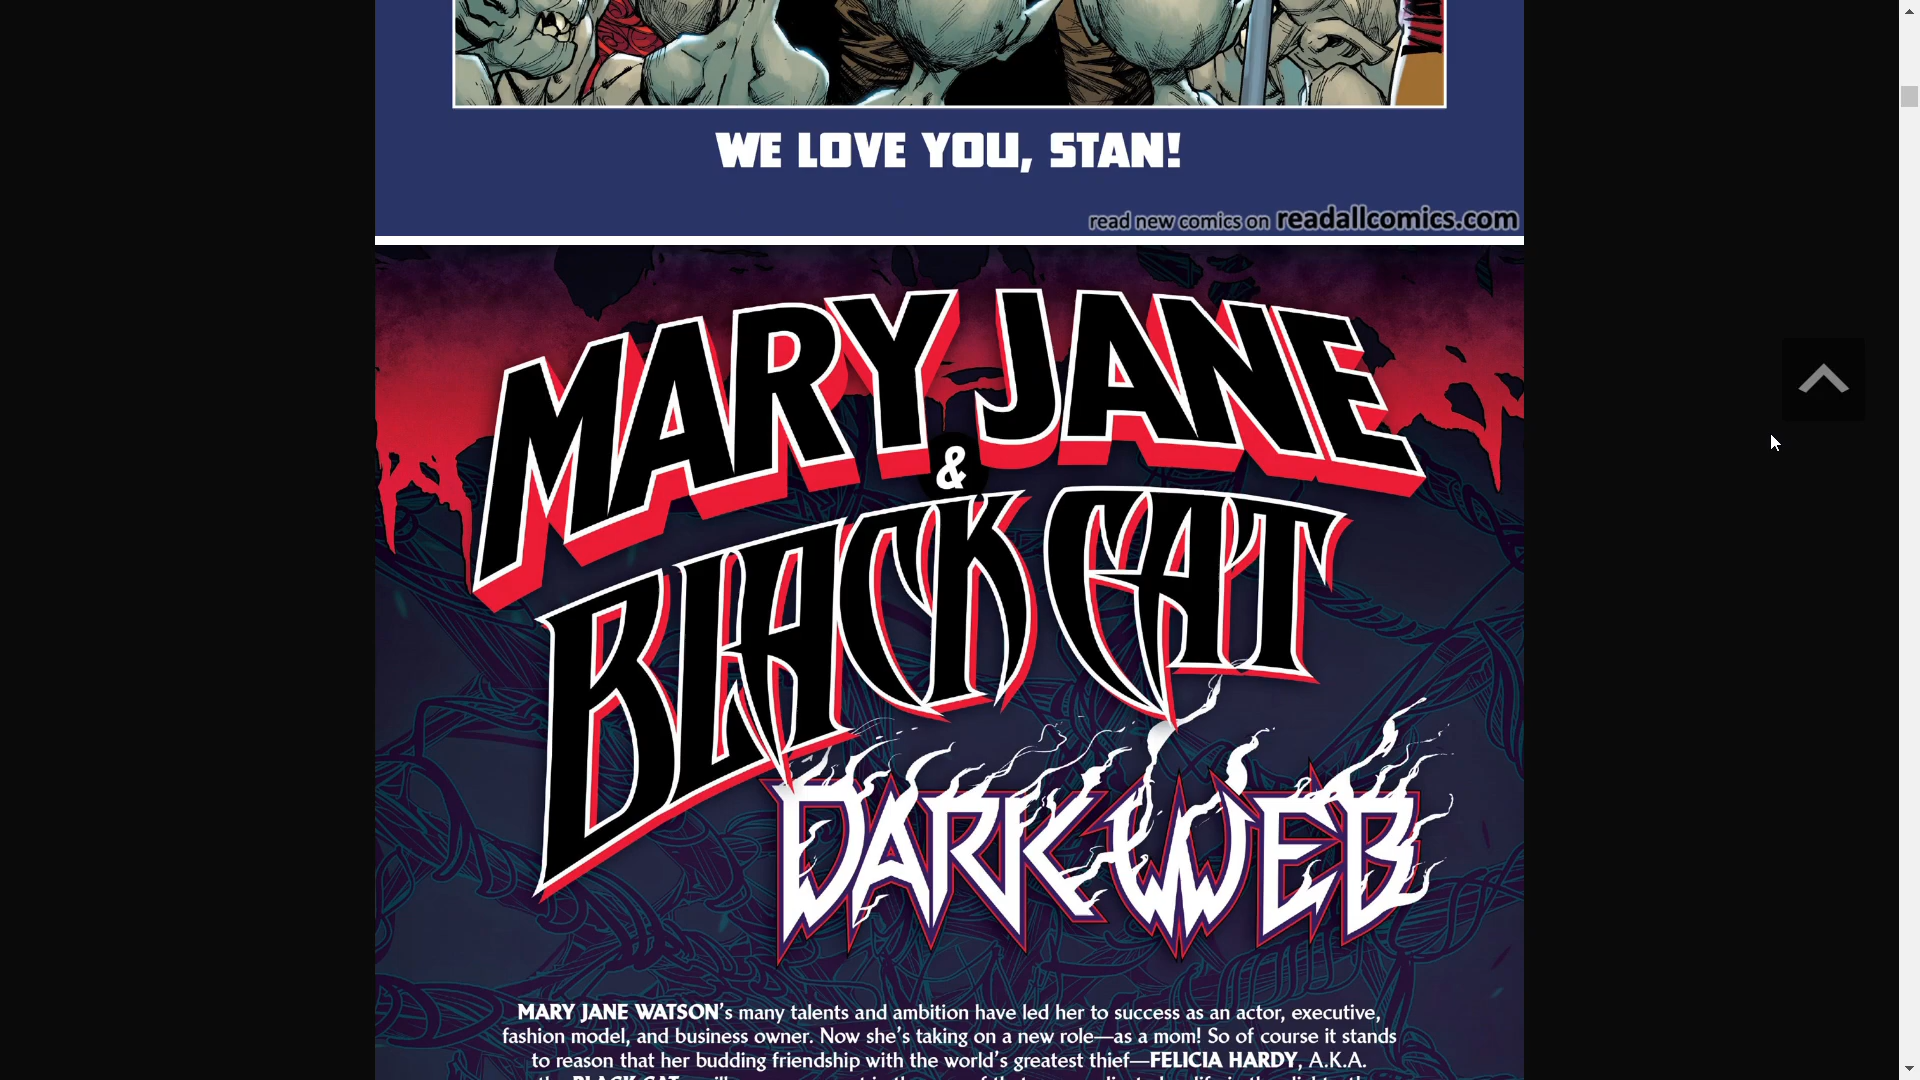 WE LOVE YOU, STAN!
read new comics on readallcomics.com
MARY JANE
&
BLACK CAT
DARK WEB
MARY JANE WATSON's many talents and ambition have led her to success as an actor, executive,
fashion model, and business owner. Now she's taking on a new role—as a mom! So of course it stands
to reason that her budding friendship with the world's greatest thief—FELICIA HARDY, A.K.A.